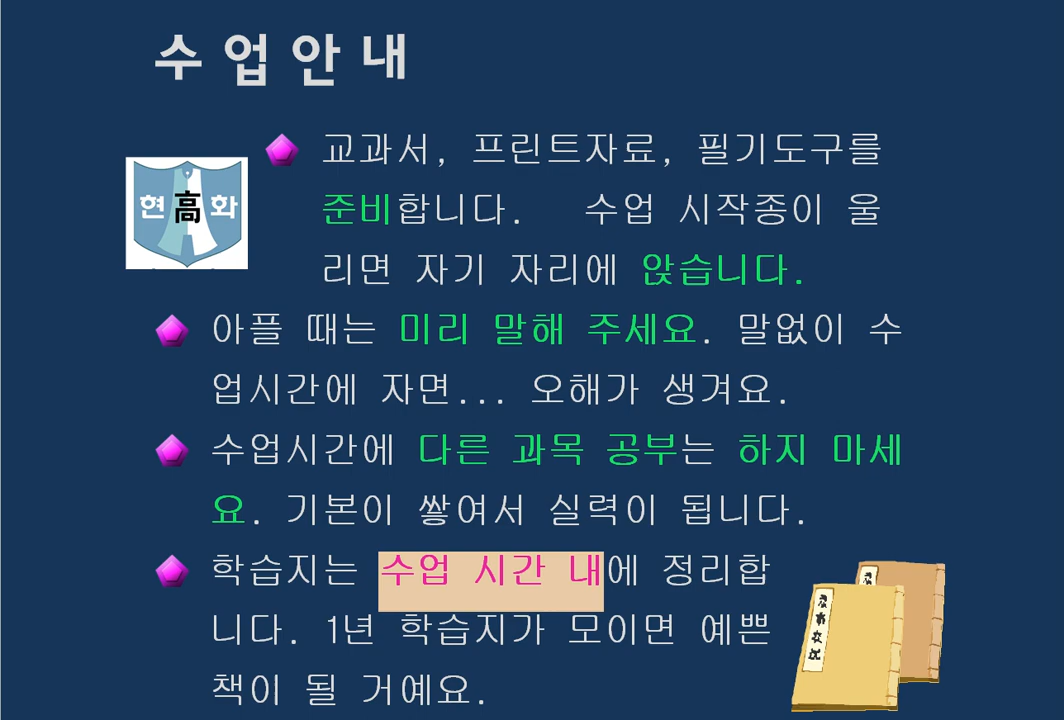 수 업 안 내
교과서, 프린트자료, 필기도구를
준비합니다. 수업 시작종이 울
리면 자기 자리에 앉습니다.
현 高 화
아플 때는 미리 말해 주세요. 말없이 수
업시간에 자면... 오해가 생겨요.
수업시간에 다른 과목 공부는 하지 마세
요. 기본이 쌓여서 실력이 됩니다.
학습지는 수업 시간 내에 정리합
니다. 1년 학습지가 모이면 예쁜
책이 될 거예요.